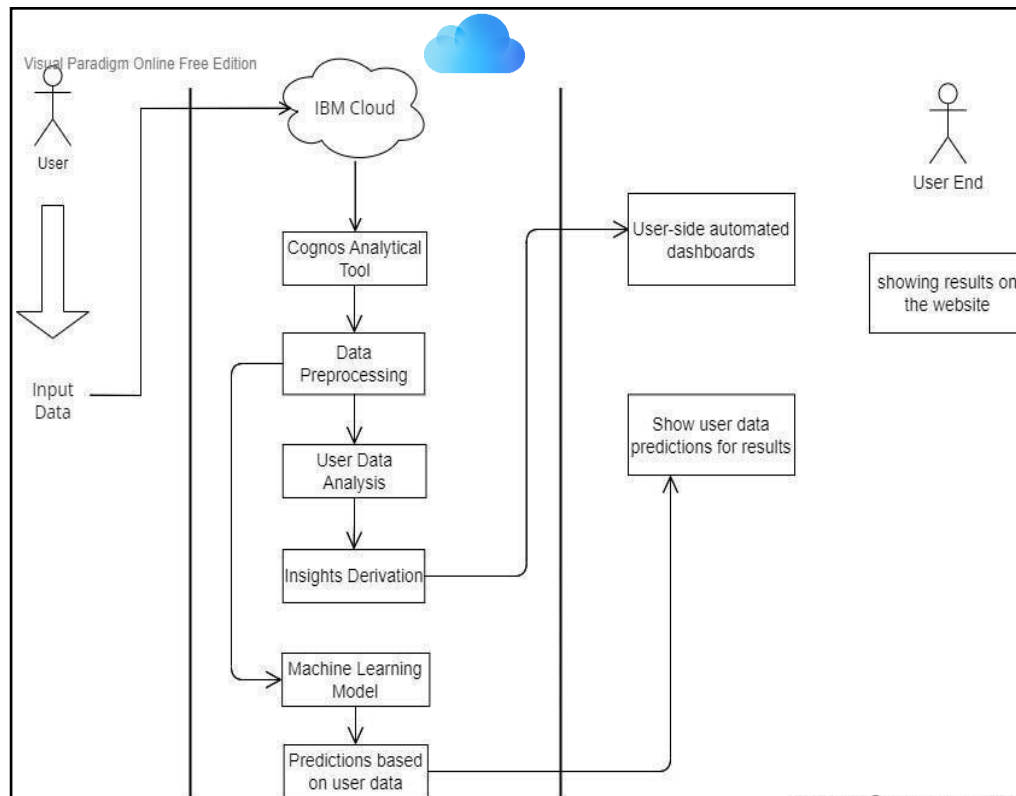 Visual Paradigm Online Free Edition
User
Input
Data
IBM Cloud
Cognos Analytical
Tool
Data
Preprocessing
User Data
Analysis
Insights Derivation
Machine Learning
Model
Predictions based
on user data
User-side automated
dashboards
Show user data
predictions for results
User End
showing results on
the website